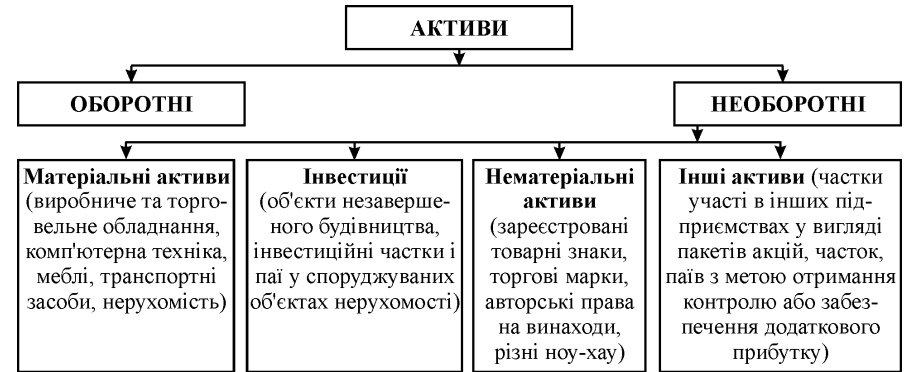 АКТИВИ
ОБОРОТНІ
НЕОБОРОТНІ
Матеріальні активи
(виробниче та торго-
вельне обладнання,
комп'ютерна техніка,
меблі, транспортні
засоби, нерухомість)
Інвестиції
(об'єкти незаверше-
ного будівництва,
інвестиційні частки і
паї у споруджуваних
об'єктах нерухомості)
Нематеріальні
активи
(зареєстровані
товарні знаки,
торгові марки,
авторські права
на винаходи,
різні ноу-хау)
Інші активи (частки
участі в інших під-
приємствах у вигляді
пакетів акцій, часток,
паїв з метою отримання
контролю або забез-
печення додаткового
прибутку)